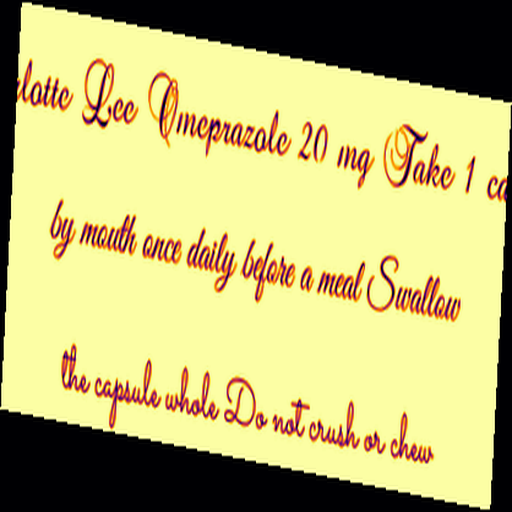 Lee Omeprazole 20 mg Take 1
by mouth once daily before a meal Swallow
the capsule whole Do not crush or chew